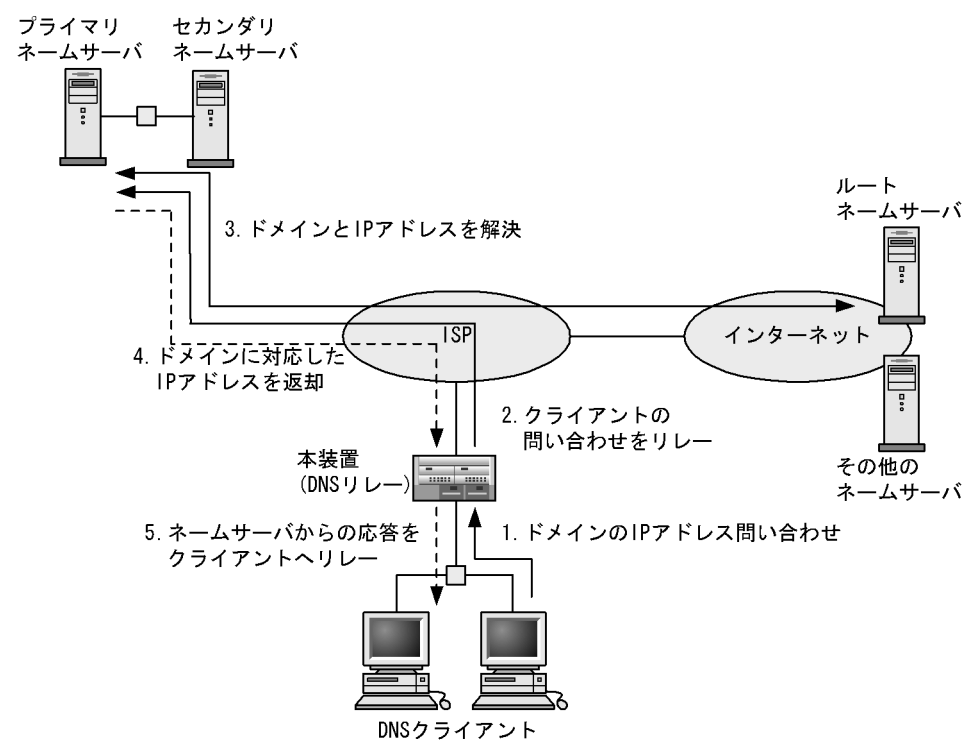 プライマリ
ネームサーバ
セカンダリ
ネームサーバ
ルート
ネームサーバ
3. ドメインとIPアドレスを解決
ISP
インターネット
4. ドメインに対応した
IPアドレスを返却
2. クライアントの
問い合わせをリレー
本装置
(DNSリレー)
その他の
ネームサーバ
5. ネームサーバからの応答を
クライアントへリレー
1. ドメインのIPアドレス問い合わせ
DNSクライアント